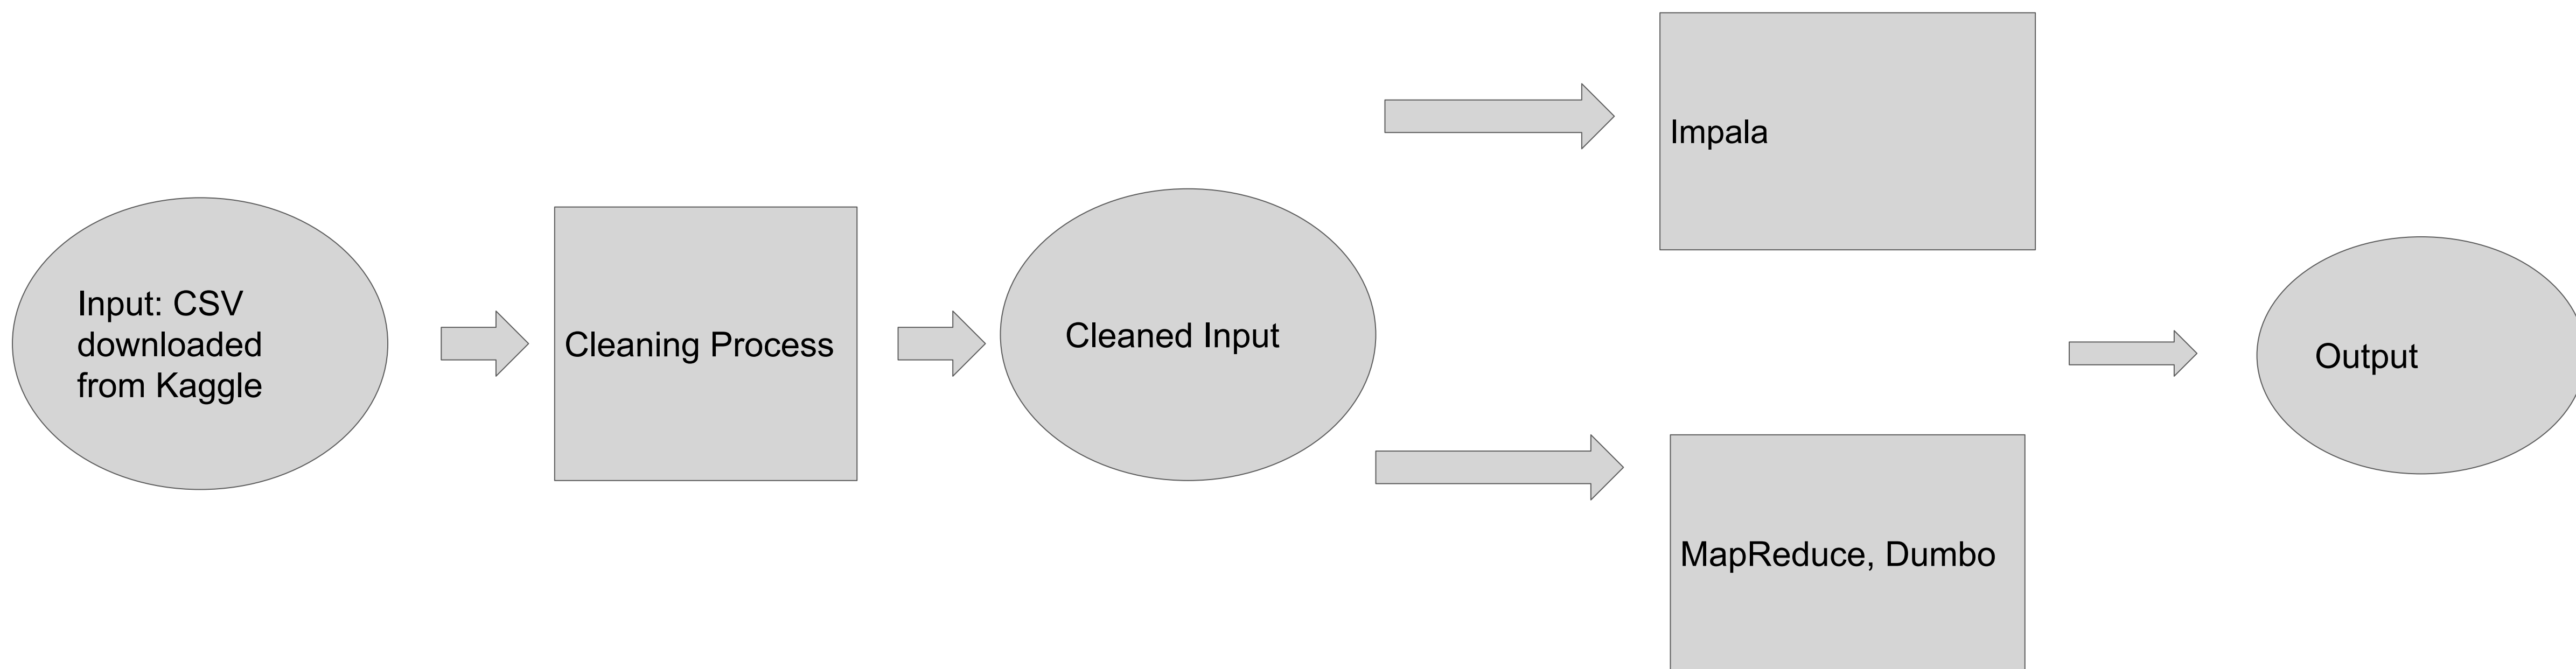 Input: CSV
downloaded
from Kaggle
Cleaning Process
Cleaned Input
Impala
MapReduce, Dumbo
Output